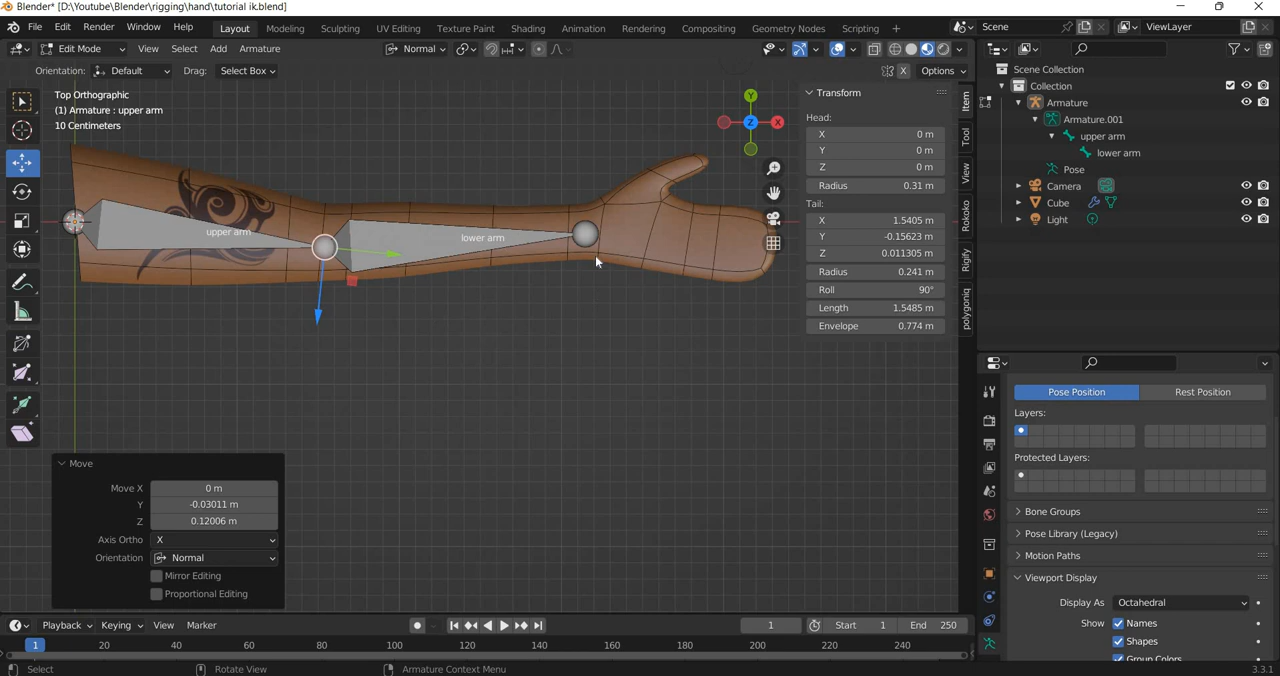 Blender* [D:\Youtube\Blender\rigging\hand\tutorial ik.blend]
File Edit Render Window Help Layout Modeling Sculpting UV Editing Texture Paint Shading Animation Rendering Compositing Geometry Nodes Scripting + Scene ViewLayer
Edit Mode View Select Add Armature Normal
Orientation: Default Drag: Select Box X Options
Top Orthographic
(1) Armature : upper arm
10 Centimeters
Y
Z
X
upper arm
lower arm
Transform
Head:
X 0 m
Y 0 m
Z 0 m
Radius 0.31 m
Tail:
X 1.5405 m
Y -0.15623 m
Z 0.011305 m
Radius 0.241 m
Roll 90°
Length 1.5485 m
Envelope 0.774 m
Item
Tool
View
Rokoko
Rigify
polygoniq
Scene Collection
Collection
Armature
Armature.001
upper arm
lower arm
Pose
Camera
Cube
Light
Pose Position Rest Position
Layers:
Protected Layers:
Bone Groups
Pose Library (Legacy)
Motion Paths
Viewport Display
Display As Octahedral
Show Names
Shapes
Group Colors
Move
Move X 0 m
Y -0.03011 m
Z 0.12006 m
Axis Ortho X
Orientation Normal
Mirror Editing
Proportional Editing
Playback Keying View Marker 1 Start 1 End 250
1 20 40 60 80 100 120 140 160 180 200 220 240
Select Rotate View Armature Context Menu 3.3.1